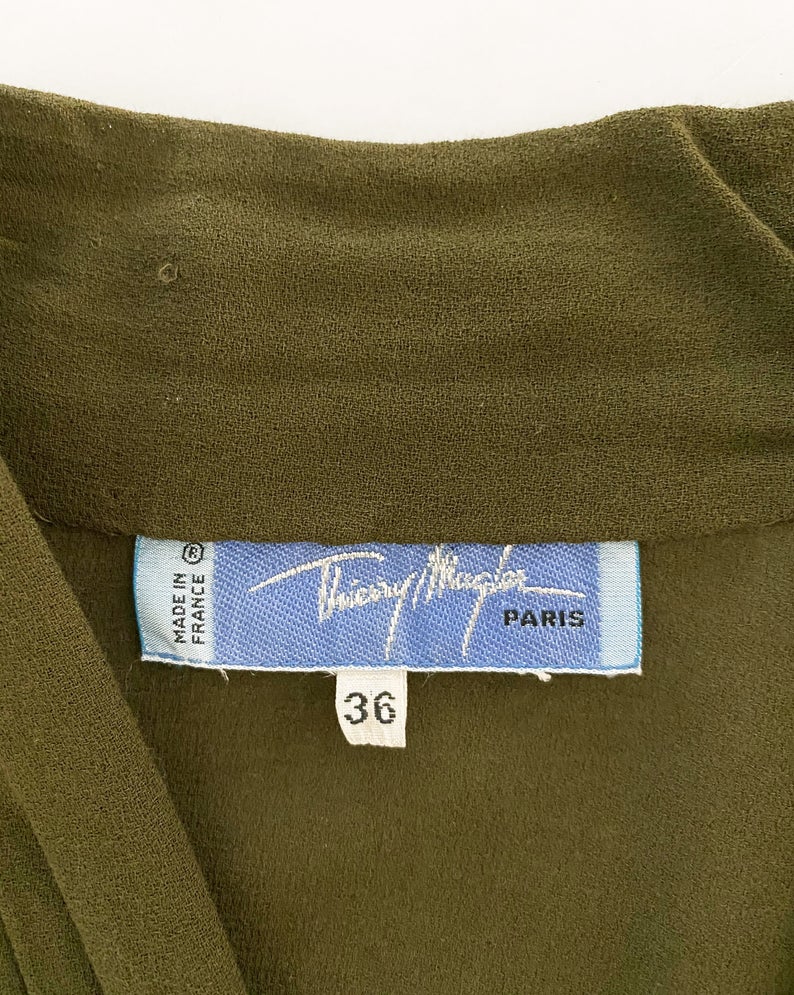 MADE IN
FRANCE ®
Thierry Mugler
PARIS
36